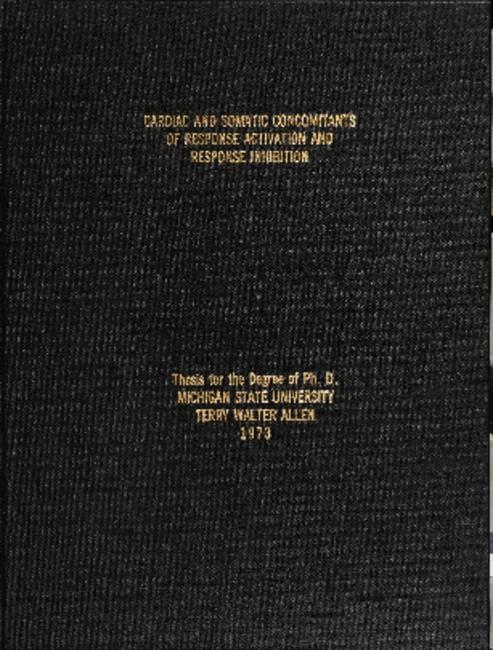 CARDIAC AND SOMATIC CONCOMITANTS
OF RESPONSE ACTIVATION AND
RESPONSE INHIBITION
Thesis for the Degree of Ph. D.
MICHIGAN STATE UNIVERSITY
TERRY WALTER ALLEN
1973